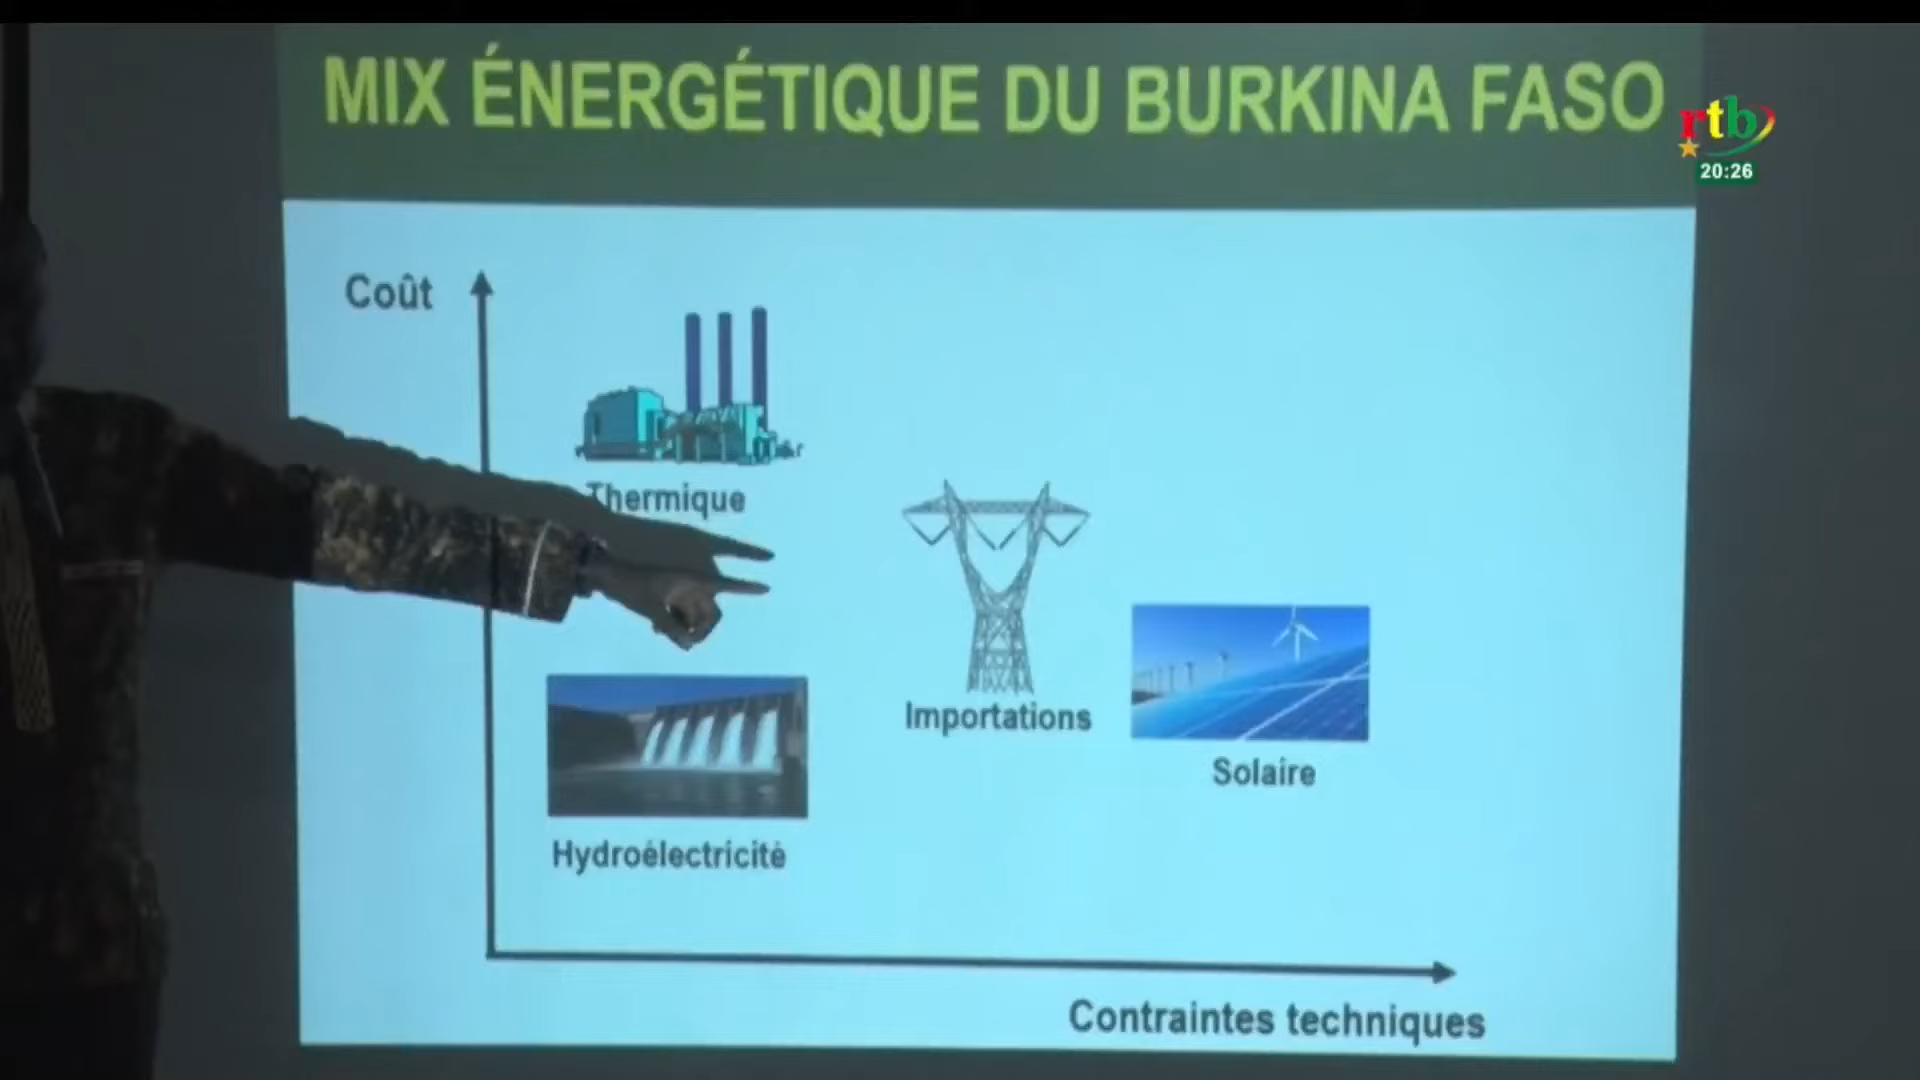 MIX ÉNERGÉTIQUE DU BURKINA FASO
rtb
20:26
Coût
Thermique
Importations
Solaire
Hydroélectricité
Contraintes techniques